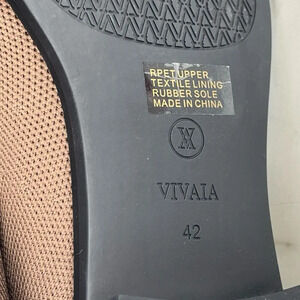 RPET UPPER
TEXTILE LINING
RUBBER SOLE
MADE IN CHINA
VIVAIA
42